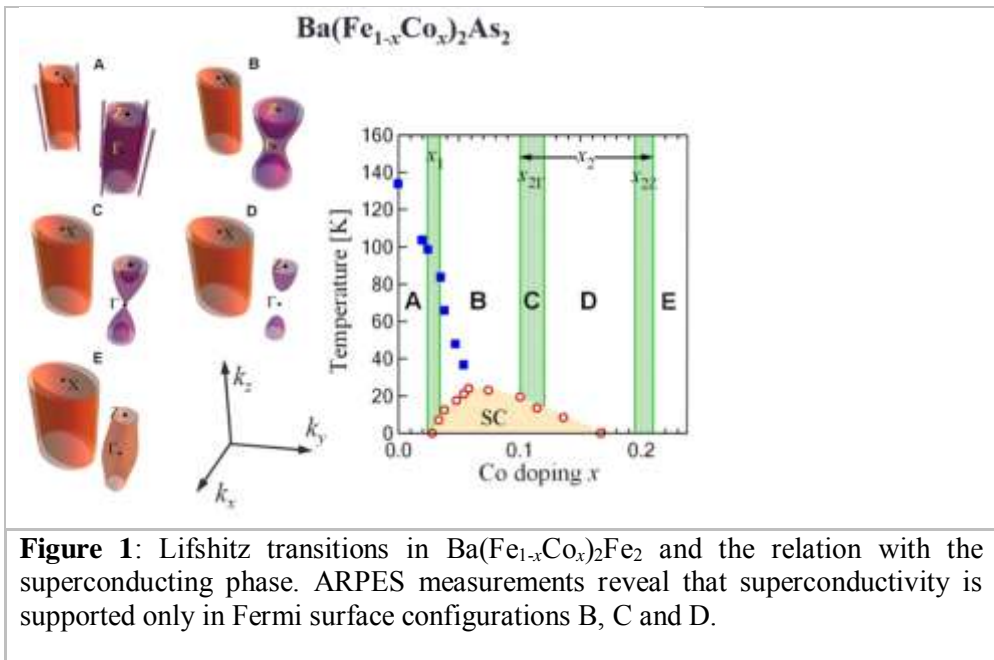 Ba(Fe1-xCox)2As2
A
X
Z
Γ
B
X
Z
Γ
C
X
Z
Γ
D
X
Z
Γ
E
X
Z
Γ
kz
ky
kx
Temperature [K]
160
140
120
100
80
60
40
20
0
x1
x2
x2Γ
x2Z
A B C D E
SC
0.0 0.1 0.2
Co doping x
Figure 1: Lifshitz transitions in Ba(Fe1-xCox)2Fe2 and the relation with the
superconducting phase. ARPES measurements reveal that superconductivity is
supported only in Fermi surface configurations B, C and D.